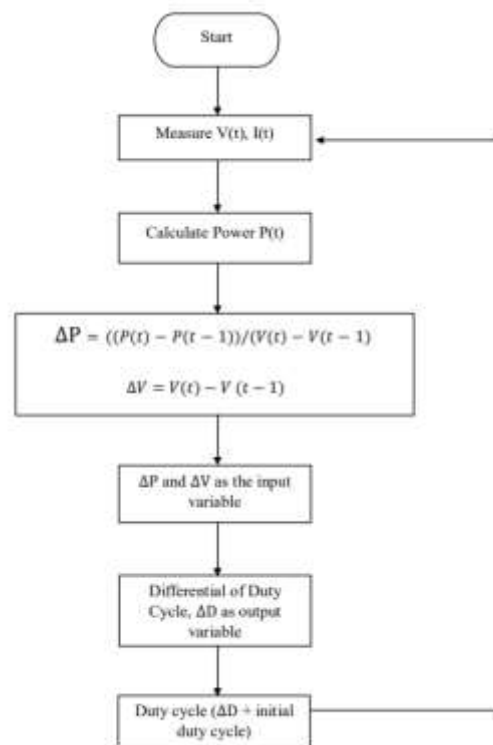 Start
Measure V(t), I(t)
Calculate Power P(t)
ΔP = ((P(t) − P(t − 1))/(V(t) − V(t − 1)
ΔV = V(t) − V (t − 1)
ΔP and ΔV as the input
variable
Differential of Duty
Cycle, ΔD as output
variable
Duty cycle (ΔD + initial
duty cycle)